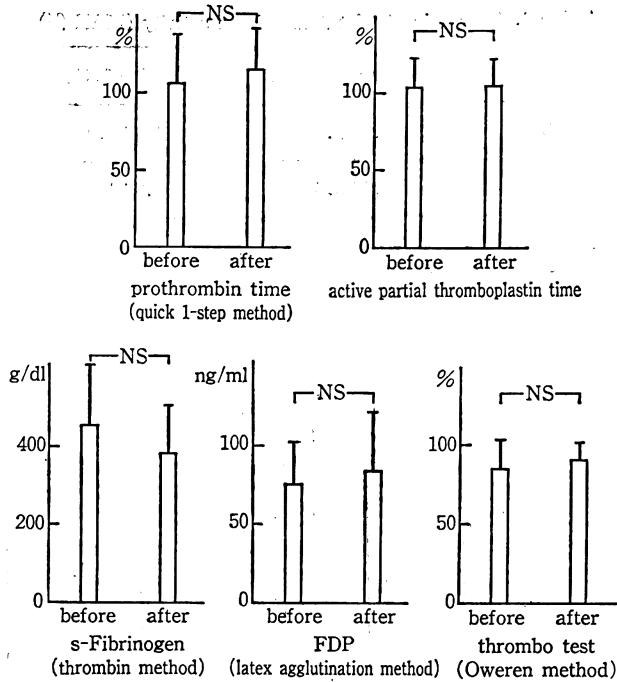 NS NS
% %
100 100
50 50
0 0
before after before after
prothrombin time active partial thromboplastin time
(quick 1-step method)
NS NS NS
g/dl ng/ml %
400 100 100
200 50 50
0 0 0
before after before after before after
s-Fibrinogen FDP thrombo test
(thrombin method) (latex agglutination method) (Oweren method)